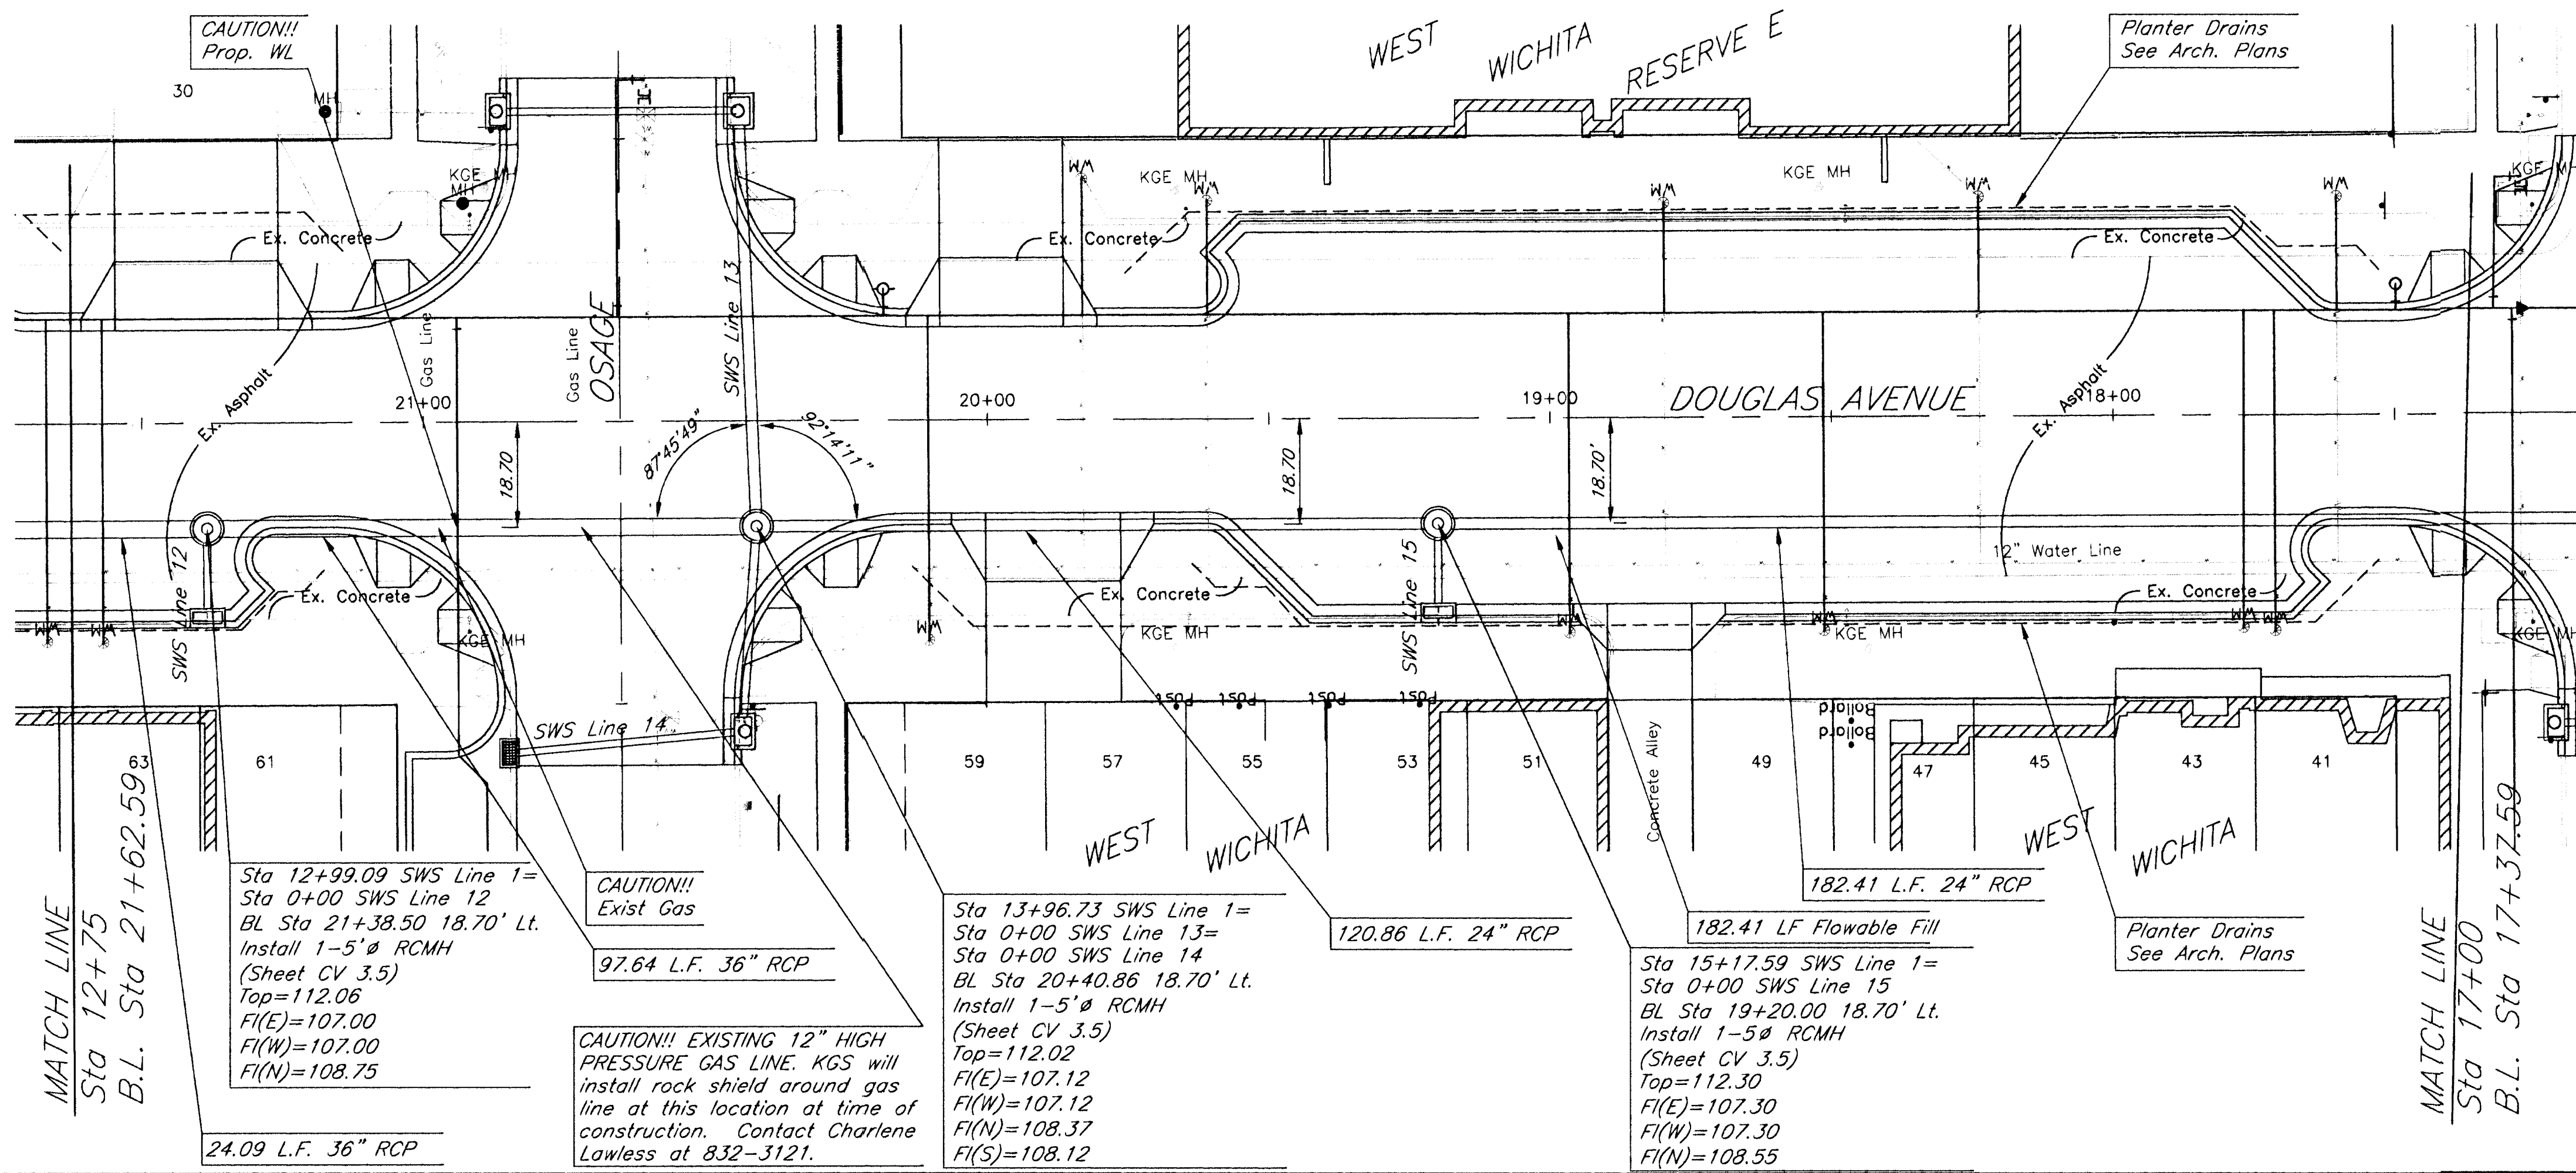 CAUTION!!
Prop. WL
WEST WICHITA RESERVE E
Planter Drains
See Arch. Plans
30
MH
KGE MH
MH
WM
KGE MH
WM
WM
KGE MH
WM
WM
KGE MH
Ex. Concrete
Ex. Concrete
Ex. Concrete
SWS Line 13
Gas Line
Gas Line
OSAGE
Ex. Asphalt
21+00
20+00
19+00
DOUGLAS AVENUE
18+00
Ex. Asphalt
87°45'49"
92°14'11"
18.70
18.70
18.70'
SWS Line 12
SWS Line 15
12" Water Line
Ex. Concrete
Ex. Concrete
Ex. Concrete
WM
WM
KGE MH
WM
KGE MH
WM
WM
KGE MH
WM
WM
KGE MH
SWS Line 14
Post
Post
Post
Post
Concrete Alley
Bollard
Bollard
63
61
59
57
55
53
51
49
47
45
43
41
WEST WICHITA
WEST WICHITA
MATCH LINE
Sta 12+75
B.L. Sta 21+62.59
Sta 12+99.09 SWS Line 1=
Sta 0+00 SWS Line 12
BL Sta 21+38.50 18.70' Lt.
Install 1-5'ø RCMH
(Sheet CV 3.5)
Top=112.06
Fl(E)=107.00
Fl(W)=107.00
Fl(N)=108.75
24.09 L.F. 36" RCP
CAUTION!!
Exist Gas
97.64 L.F. 36" RCP
CAUTION!! EXISTING 12" HIGH
PRESSURE GAS LINE. KGS will
install rock shield around gas
line at this location at time of
construction. Contact Charlene
Lawless at 832-3121.
Sta 13+96.73 SWS Line 1=
Sta 0+00 SWS Line 13=
Sta 0+00 SWS Line 14
BL Sta 20+40.86 18.70' Lt.
Install 1-5'ø RCMH
(Sheet CV 3.5)
Top=112.02
Fl(E)=107.12
Fl(W)=107.12
Fl(N)=108.37
Fl(S)=108.12
120.86 L.F. 24" RCP
182.41 L.F. 24" RCP
182.41 LF Flowable Fill
Sta 15+17.59 SWS Line 1=
Sta 0+00 SWS Line 15
BL Sta 19+20.00 18.70' Lt.
Install 1-5ø RCMH
(Sheet CV 3.5)
Top=112.30
Fl(E)=107.30
Fl(W)=107.30
Fl(N)=108.55
Planter Drains
See Arch. Plans
MATCH LINE
Sta 17+00
B.L. Sta 17+37.59